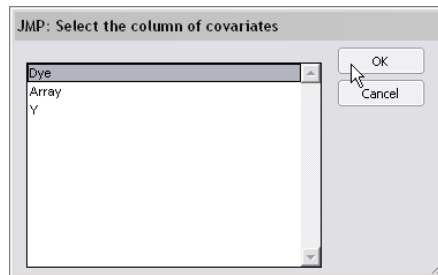 JMP: Select the column of covariates
Dye
Array
Y
OK
Cancel